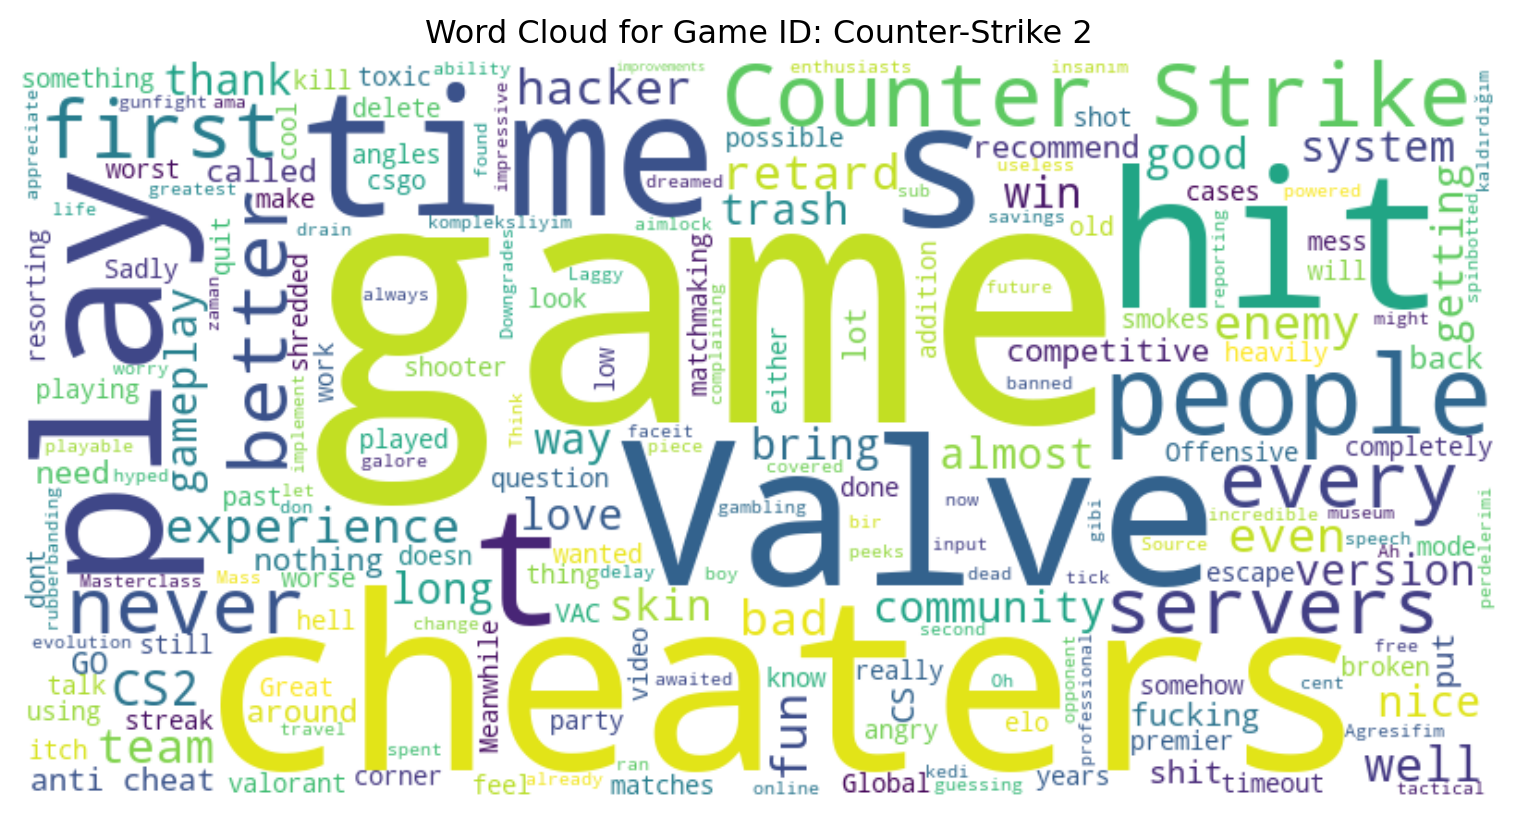 Word Cloud for Game ID: Counter-Strike 2
something thank kill toxic ability hacker improvements Counter Strike enthusiasts insanım
appreciate gunfight ama first cool delete time impressive possible shot kaldırdığım
worst called angles csgo found dreamed retard s recommend useless good system
life greatest make better drain kompleksliyim aimlock trash sub savings old win cases powered
resorting Sadly quit play zaman shredded always game Downgrades Laggy look matchmaking complaining lot addition future hit reporting mess will getting spinbotted
playing worry gameplay work implement shooter low either smokes enemy might competitive heavily back banned
playable need hyped past let don played galore Think way question faceit piece bring covered almost people Offensive completely
rubberbanding dont experience nothing doesn love wanted Valve gambling done bir peeks now input gibi every incredible museum even speech mode perdelerimi
Masterclass Mass worse never long t thing delay boy VAC skin bad dead tick community Source escape version Ah servers
evolution still hell change Meanwhile second cheaters free put
GO talk CS2 Great around travel video awaited know really CS Oh opponent professional somehow cent broken nice
using streak itch team party fun angry elo fucking premier Agresifim
anti cheat valorant corner spent feel already ran matches online Global kedi guessing years shit timeout well tactical